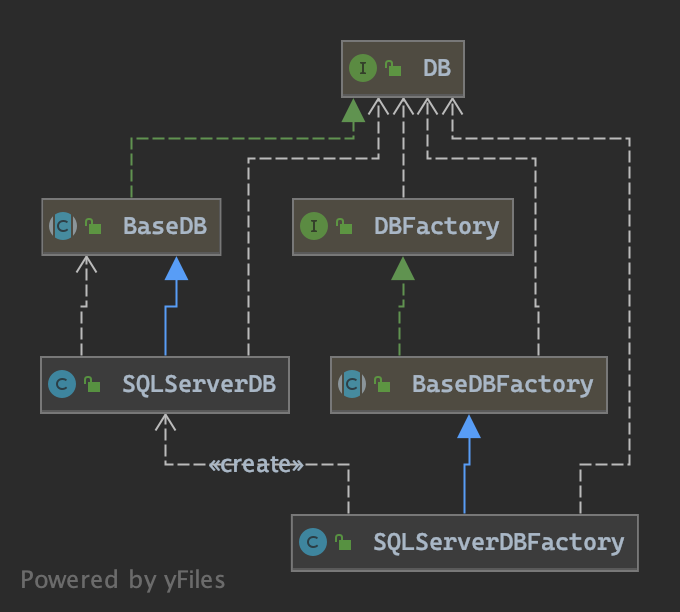 I DB
C BaseDB
I DBFactory
C SQLServerDB
C BaseDBFactory
«create»
C SQLServerDBFactory
Powered by yFiles